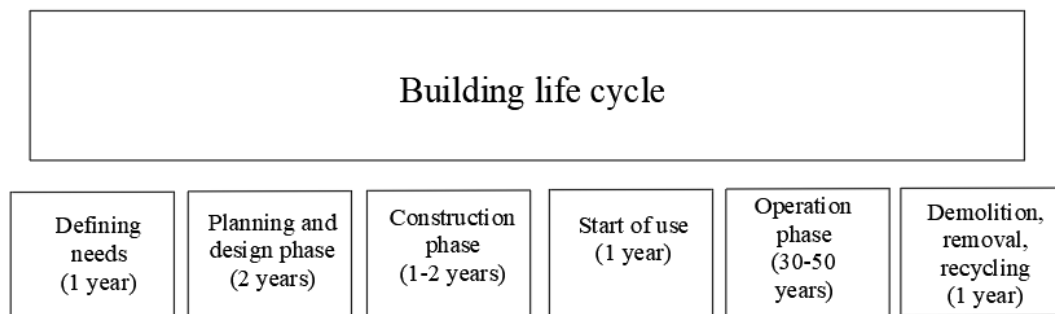 Building life cycle
Defining
needs
(1 year)
Planning and
design phase
(2 years)
Construction
phase
(1-2 years)
Start of use
(1 year)
Operation
phase
(30-50
years)
Demolition,
removal,
recycling
(1 year)